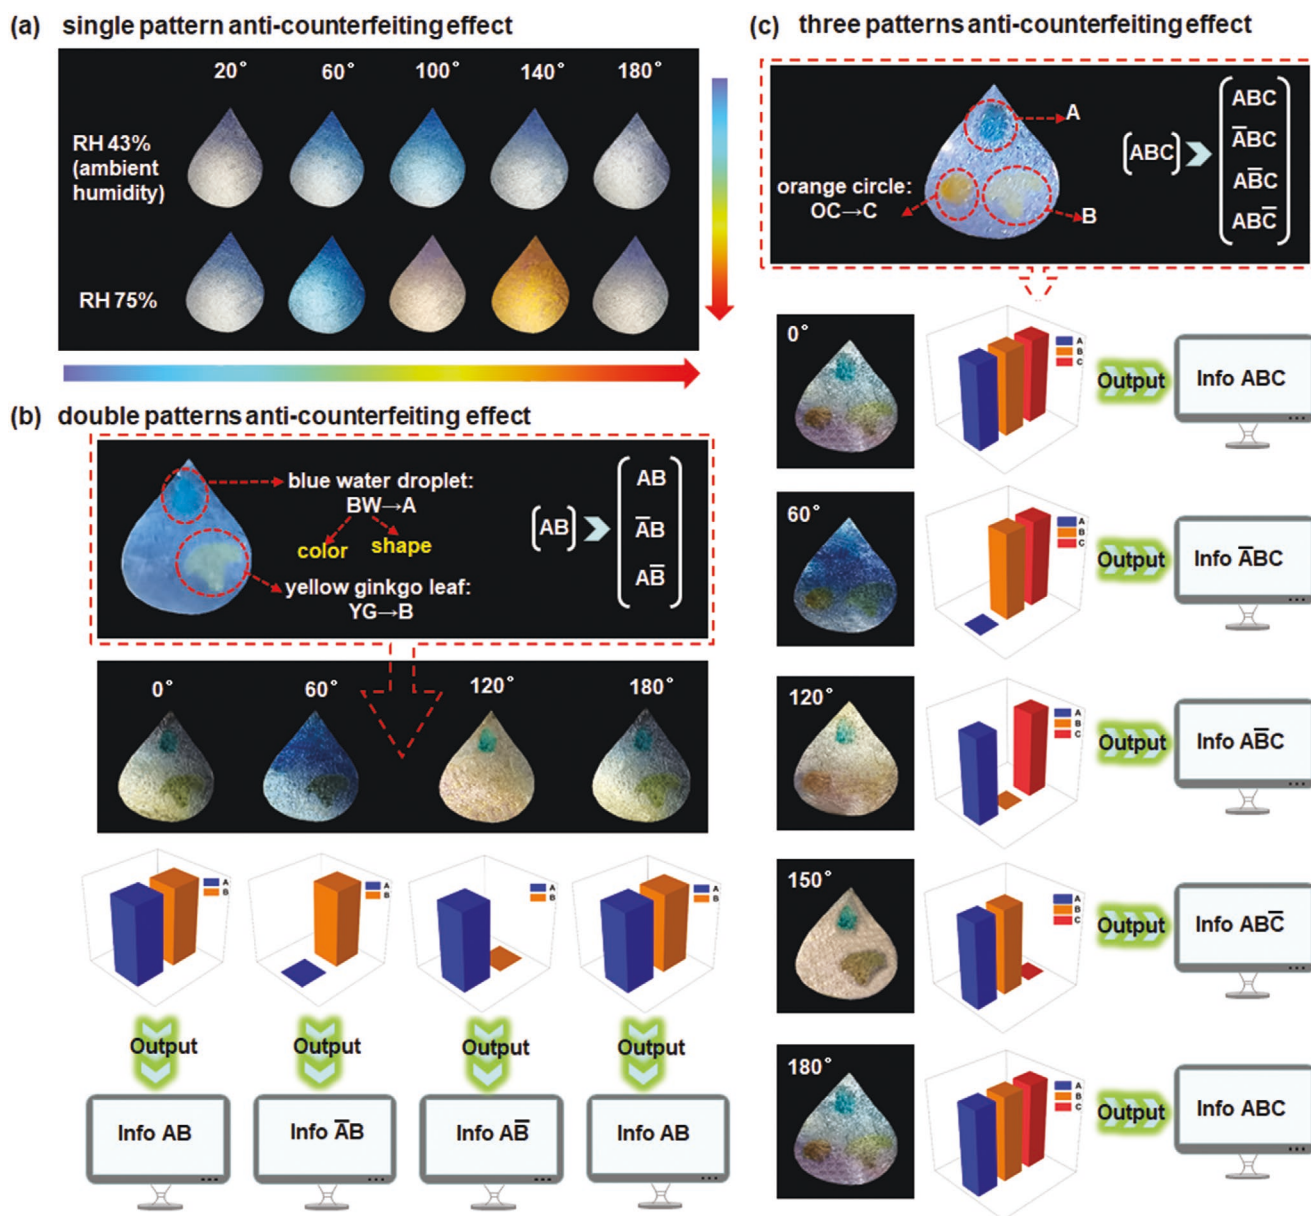 (a) single pattern anti-counterfeiting effect
20° 60° 100° 140° 180°
RH 43%
(ambient
humidity)
RH 75%
(b) double patterns anti-counterfeiting effect
blue water droplet:
BW→A
color shape
yellow ginkgo leaf:
YG→B
(AB)
AB
A̅B
AB̅
0° 60° 120° 180°
A
B
A
B
A
B
A
B
Output Output Output Output
Info AB Info A̅B Info AB̅ Info AB
(c) three patterns anti-counterfeiting effect
A
orange circle:
OC→C
B
(ABC)
ABC
A̅BC
AB̅C
ABC̅
0°
A
B
C
Output
Info ABC
60°
A
B
C
Output
Info A̅BC
120°
A
B
C
Output
Info AB̅C
150°
A
B
C
Output
Info ABC̅
180°
A
B
C
Output
Info ABC